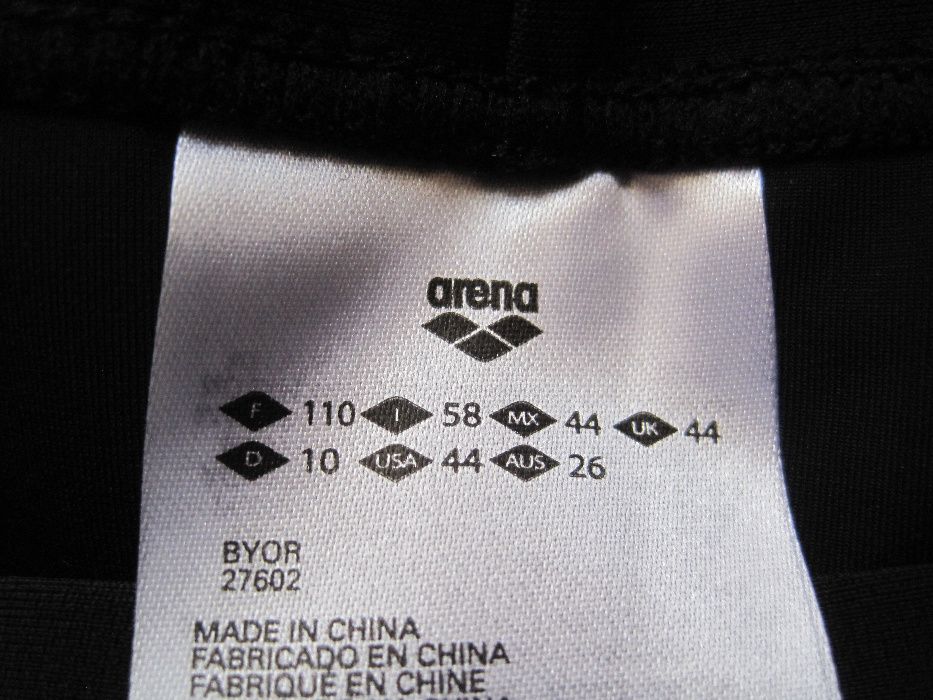 arena
F 110 I 58 MX 44 UK 44
D 10 USA 44 AUS 26
BYOR
27602
MADE IN CHINA
FABRICADO EN CHINA
FABRIQUÉ EN CHINE